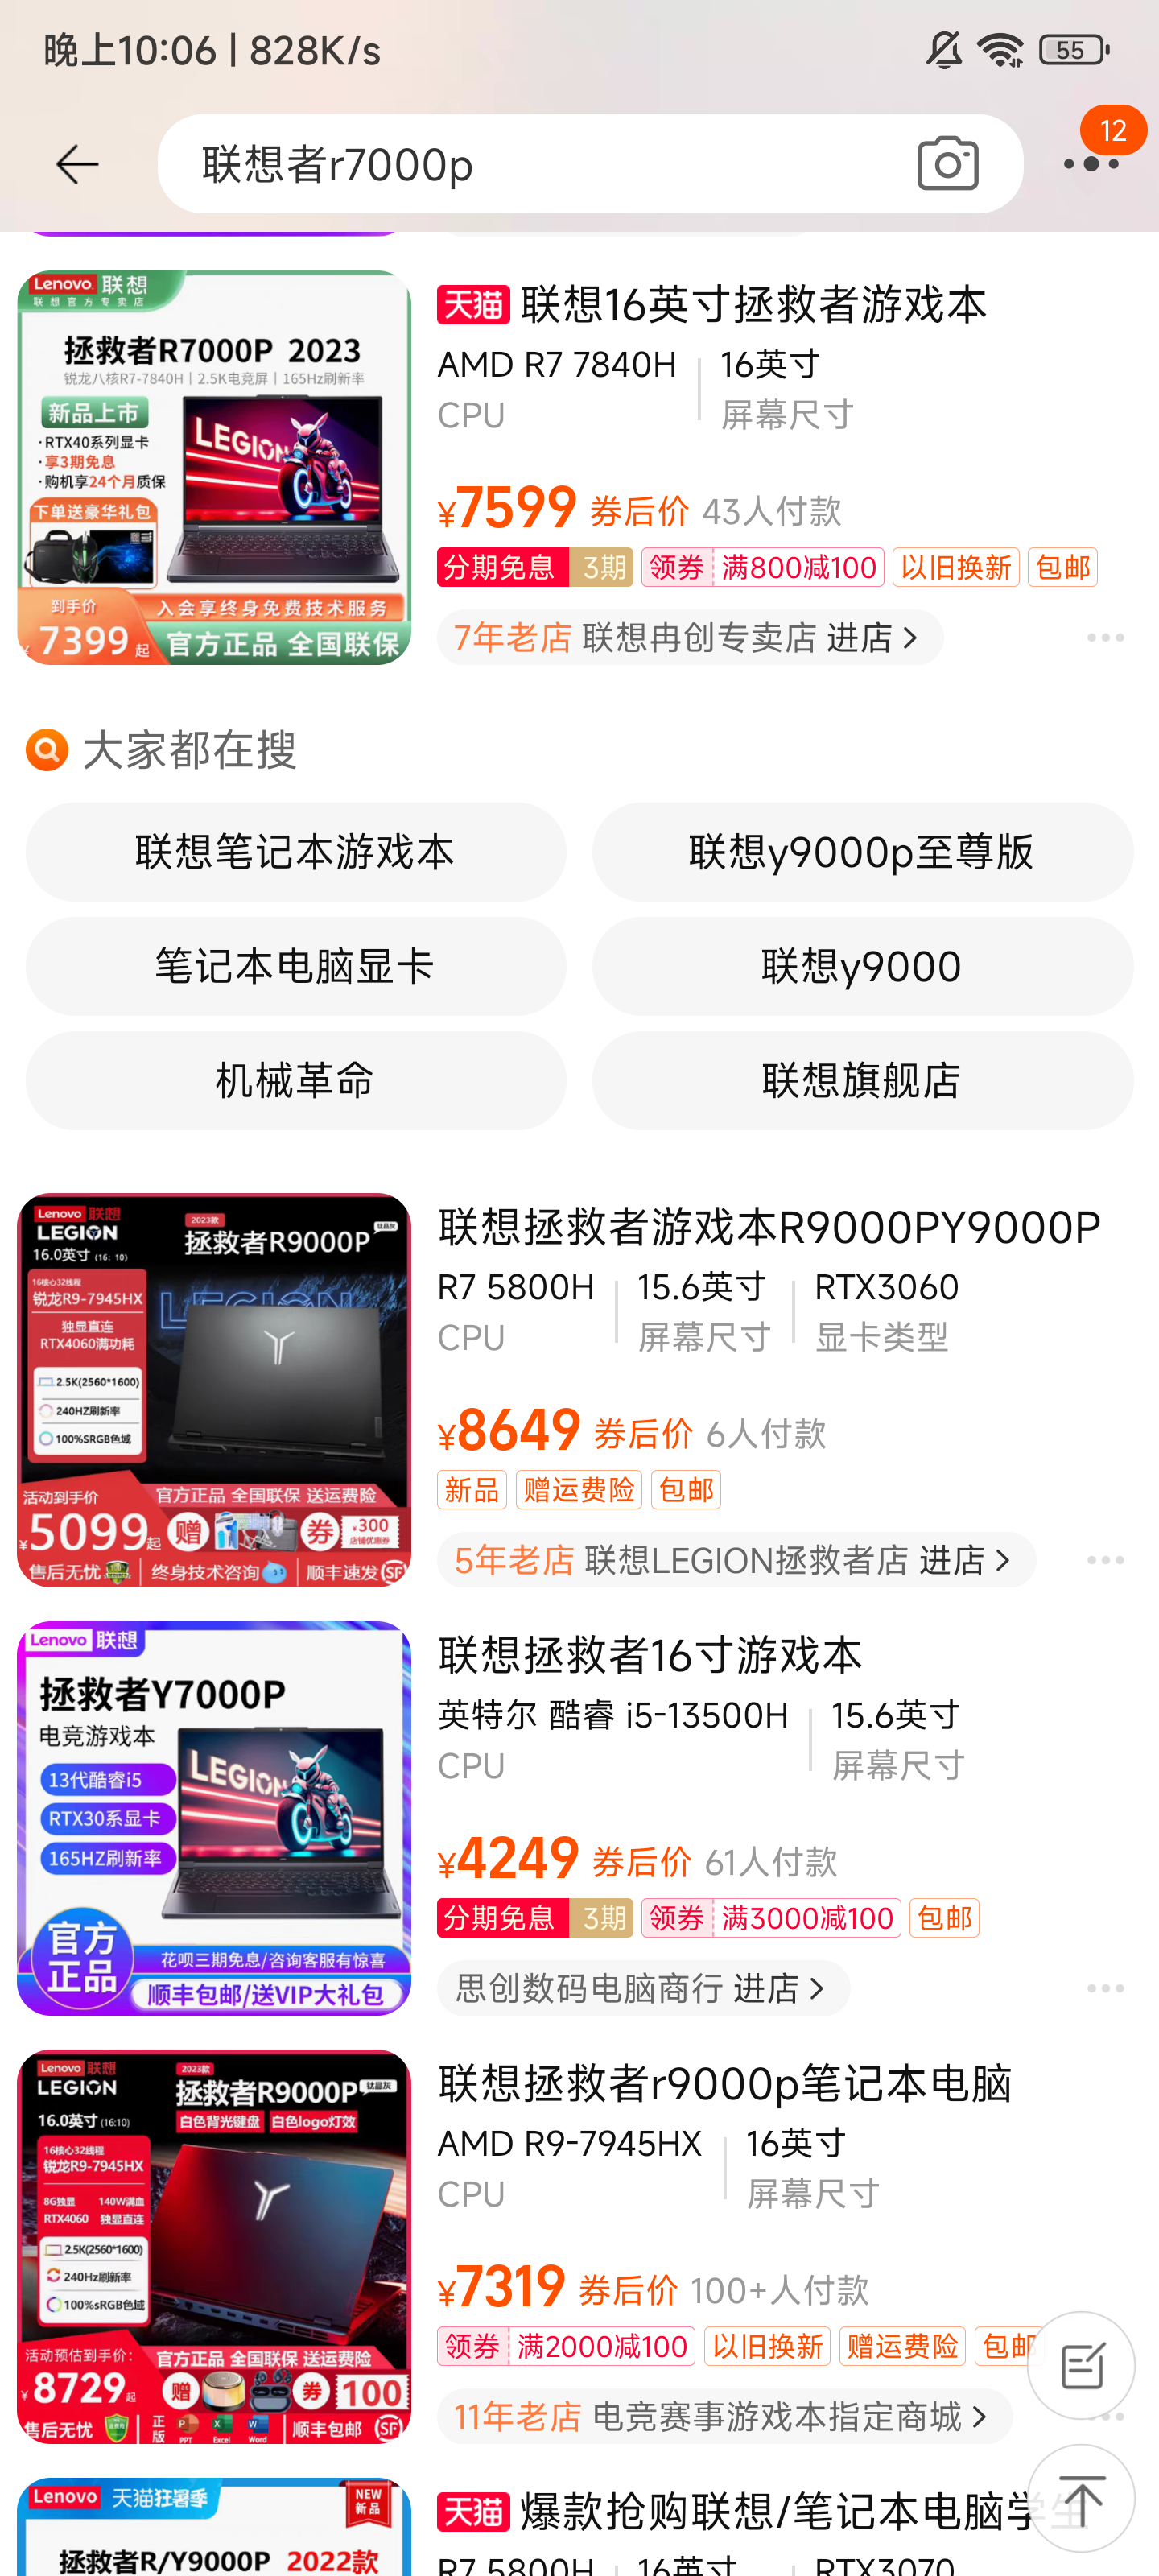 晚上10:06 | 828K/s
55
联想者r7000p
12
Lenovo 联想
联想官方专卖店
拯救者R7000P 2023
锐龙八核R7-7840H | 2.5K电竞屏 | 165Hz刷新率
新品上市
·RTX40系列显卡
·享3期免息
·购机享24个月质保
下单送豪华礼包
LEGION
到手价
入会享终身免费技术服务
¥7399起
官方正品 全国联保
天猫 联想16英寸拯救者游戏本
AMD R7 7840H 16英寸
CPU 屏幕尺寸
¥7599 券后价 43人付款
分期免息 3期 领券 满800减100 以旧换新 包邮
7年老店 联想冉创专卖店 进店
大家都在搜
联想笔记本游戏本
联想y9000p至尊版
笔记本电脑显卡
联想y9000
机械革命
联想旗舰店
Lenovo 联想
LEGION
2023款
拯救者R9000P 钛晶灰
16.0英寸 (16: 10)
16核心32线程
锐龙R9-7945HX
独显直连
RTX4060满功耗
LEGION
2.5K(2560*1600)
240HZ刷新率
100%SRGB色域
活动到手价
官方正品 全国联保 送运费险
¥5099起 赠 券 ¥300
店铺优惠券
售后无忧 终身技术咨询 顺丰速发 SF
联想拯救者游戏本R9000PY9000P
R7 5800H 15.6英寸 RTX3060
CPU 屏幕尺寸 显卡类型
¥8649 券后价 6人付款
新品 赠运费险 包邮
5年老店 联想LEGION拯救者店 进店
Lenovo 联想
拯救者Y7000P
电竞游戏本
13代酷睿i5
RTX30系显卡
165HZ刷新率
LEGION
官方
正品
花呗三期免息/咨询客服有惊喜
顺丰包邮/送VIP大礼包
联想拯救者16寸游戏本
英特尔 酷睿 i5-13500H 15.6英寸
CPU 屏幕尺寸
¥4249 券后价 61人付款
分期免息 3期 领券 满3000减100 包邮
思创数码电脑商行 进店
Lenovo 联想
LEGION
2023款
拯救者R9000P 钛晶灰
白色背光键盘 白色logo灯效
16.0英寸 (16:10)
16核心32线程
锐龙R9-7945HX
8G独显 140W满血
RTX4060 独显直连
2.5K(2560*1600)
240Hz刷新率
100%sRGB色域
活动预估到手价:
官方正品 全国联保 送运费险
¥8729起 赠 券 100
售后无忧 正版 PPT Excel Word 顺丰包邮 SF
联想拯救者r9000p笔记本电脑
AMD R9-7945HX 16英寸
CPU 屏幕尺寸
¥7319 券后价 100+人付款
领券 满2000减100 以旧换新 赠运费险 包邮
11年老店 电竞赛事游戏本指定商城
Lenovo 天猫狂暑季
NEW
新品
拯救者R/Y9000P 2022款
天猫 爆款抢购联想/笔记本电脑学生
R7 5800H 16英寸 RTX3070